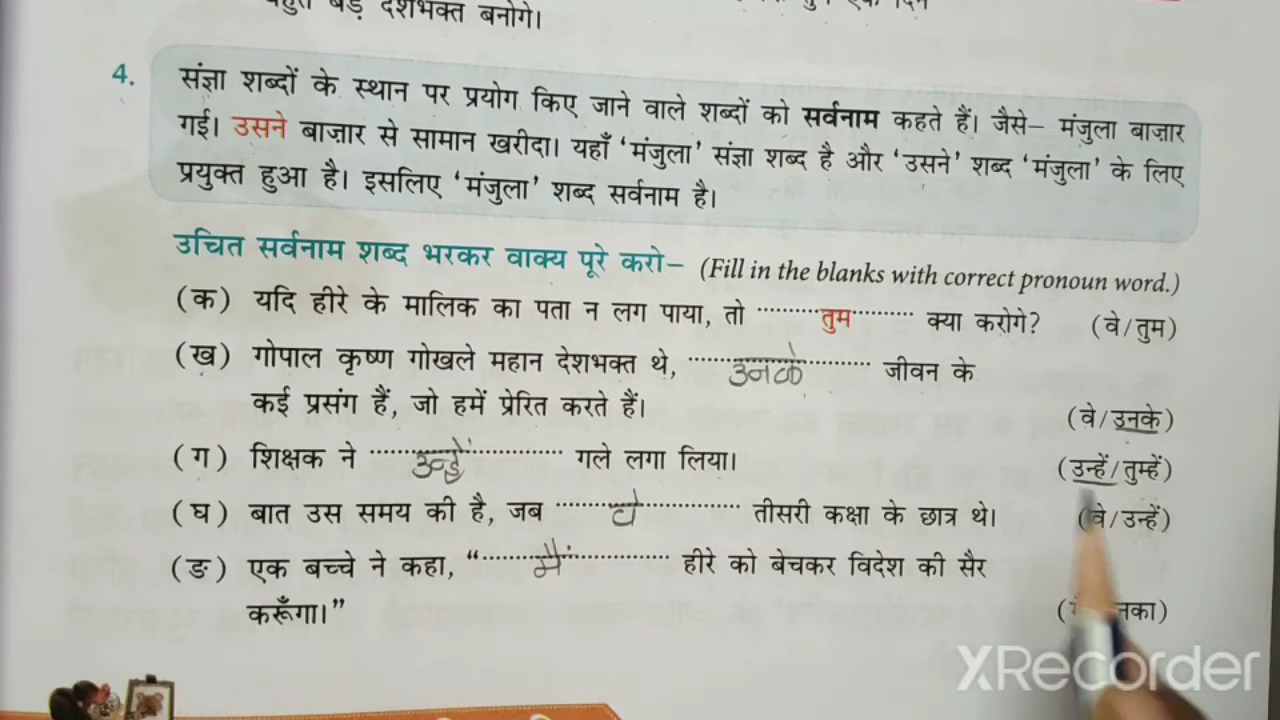 बहुत बड़े देशभक्त बनोगे।
4. संज्ञा शब्दों के स्थान पर प्रयोग किए जाने वाले शब्दों को सर्वनाम कहते हैं। जैसे– मंजुला बाज़ार
गई। उसने बाज़ार से सामान खरीदा। यहाँ ‘मंजुला’ संज्ञा शब्द है और ‘उसने’ शब्द ‘मंजुला’ के लिए
प्रयुक्त हुआ है। इसलिए ‘मंजुला’ शब्द सर्वनाम है।
उचित सर्वनाम शब्द भरकर वाक्य पूरे करो– (Fill in the blanks with correct pronoun word.)
(क) यदि हीरे के मालिक का पता न लग पाया, तो ..........तुम.......... क्या करोगे? (वे/तुम)
(ख) गोपाल कृष्ण गोखले महान देशभक्त थे, ..........उनके.......... जीवन के
कई प्रसंग हैं, जो हमें प्रेरित करते हैं। (वे/उनके)
(ग) शिक्षक ने ..........उन्हें.......... गले लगा लिया। (उन्हें/तुम्हें)
(घ) बात उस समय की है, जब ..........वे.......... तीसरी कक्षा के छात्र थे। (वे/उन्हें)
(ङ) एक बच्चे ने कहा, “..........मैं.......... हीरे को बेचकर विदेश की सैर
करूँगा।”
XRecorder